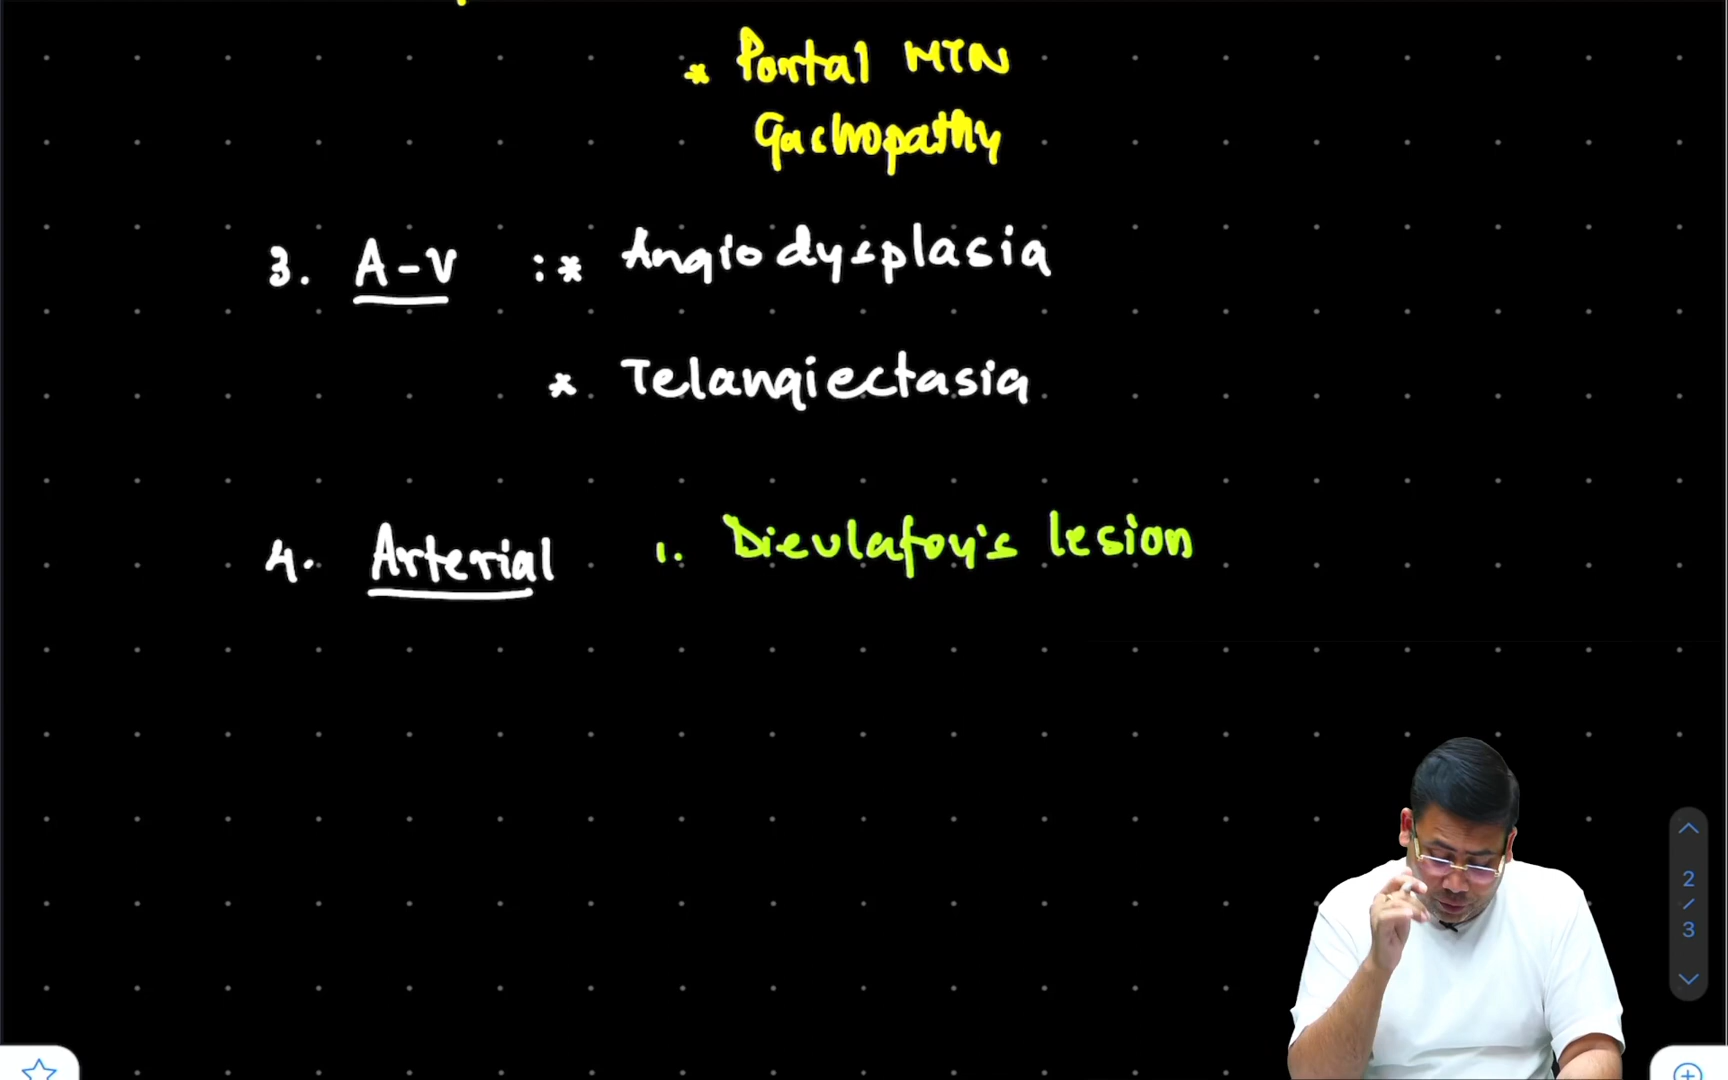 * Portal HTN
Gastropathy
3. A-V :* Angiodysplasia
* Telangiectasia
4. Arterial 1. Dieulafoy's lesion
2
/
3